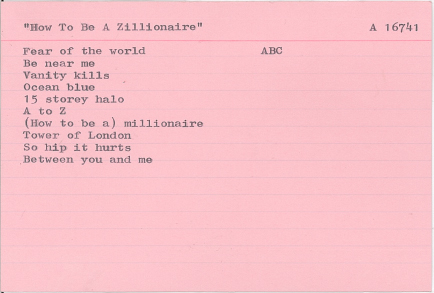 "How To Be A Zillionaire" A 16741
Fear of the world ABC
Be near me
Vanity kills
Ocean blue
15 storey halo
A to Z
(How to be a) millionaire
Tower of London
So hip it hurts
Between you and me